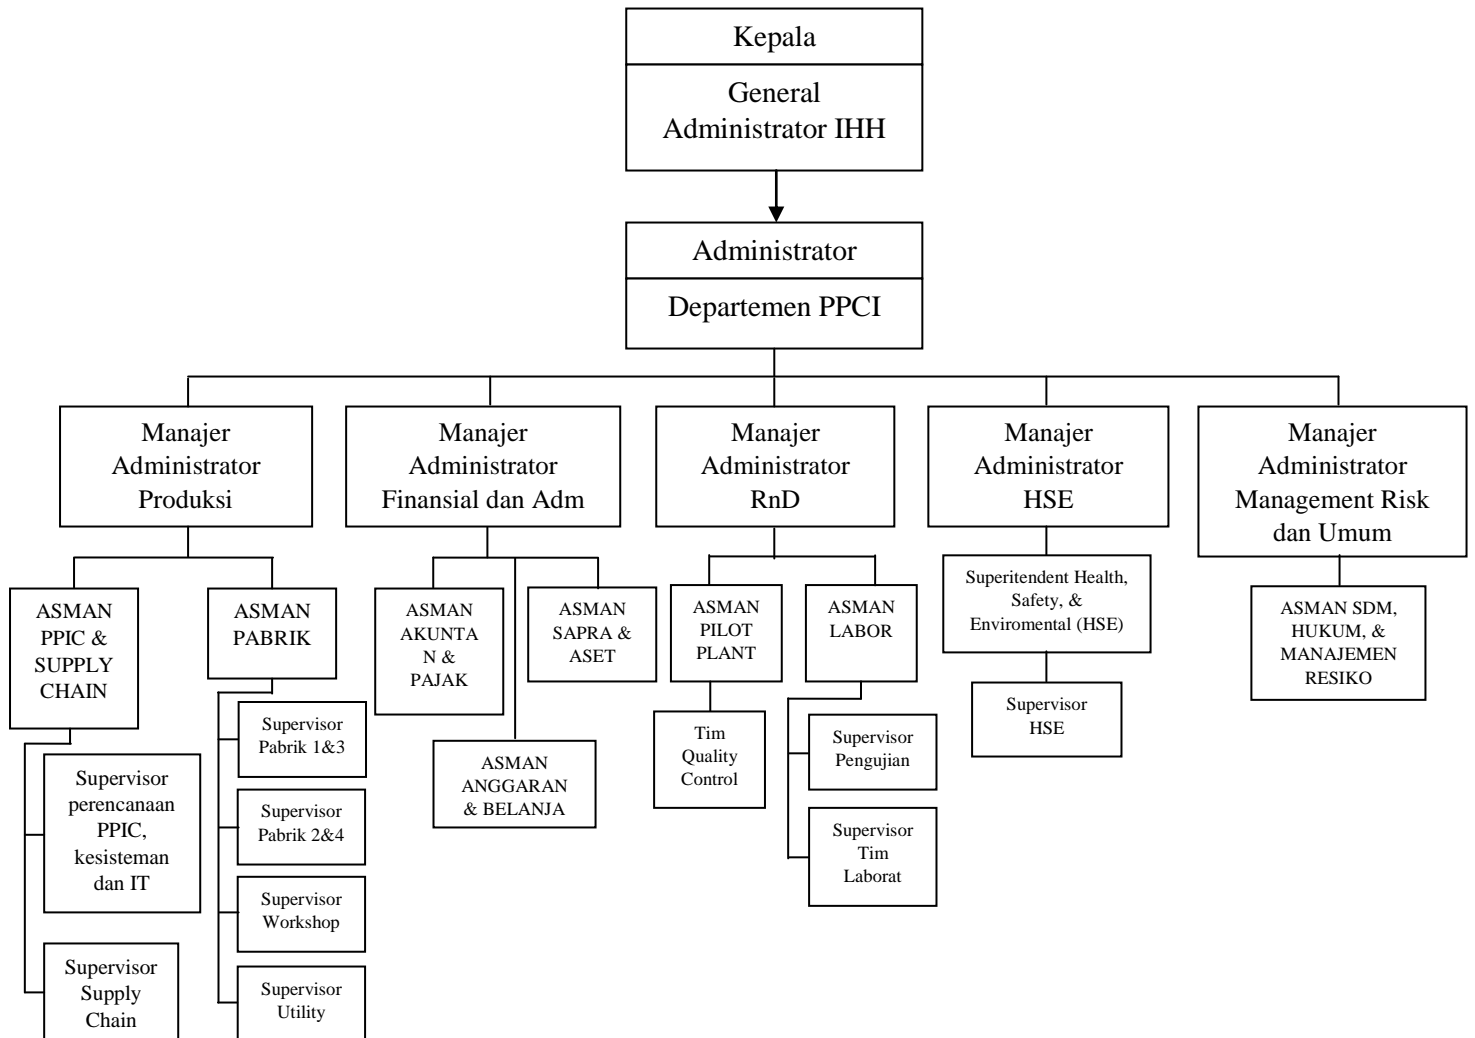 Kepala
General
Administrator IHH
Administrator
Departemen PPCI
Manajer
Administrator
Produksi
Manajer
Administrator
Finansial dan Adm
Manajer
Administrator
RnD
Manajer
Administrator
HSE
Manajer
Administrator
Management Risk
dan Umum
ASMAN
PPIC &
SUPPLY
CHAIN
ASMAN
PABRIK
ASMAN
AKUNTA
N &
PAJAK
ASMAN
SAPRA &
ASET
ASMAN
PILOT
PLANT
ASMAN
LABOR
Superitendent Health,
Safety, &
Enviromental (HSE)
ASMAN SDM,
HUKUM, &
MANAJEMEN
RESIKO
Supervisor
perencanaan
PPIC,
kesisteman
dan IT
Supervisor
Supply
Chain
Supervisor
Pabrik 1&3
Supervisor
Pabrik 2&4
Supervisor
Workshop
Supervisor
Utility
ASMAN
ANGGARAN
& BELANJA
Tim
Quality
Control
Supervisor
Pengujian
Supervisor
Tim
Laborat
Supervisor
HSE